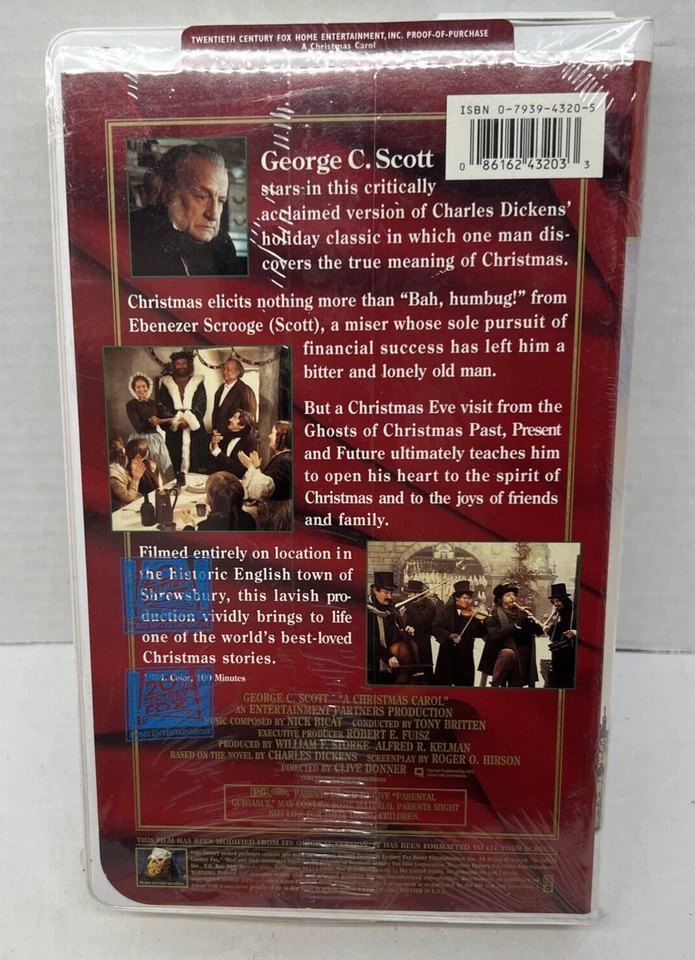 TWENTIETH CENTURY FOX HOME ENTERTAINMENT, INC. PROOF-OF-PURCHASE
A Christmas Carol
ISBN 0-7939-4320-5
0 86162 43203 3
George C. Scott
stars in this critically
acclaimed version of Charles Dickens'
holiday classic in which one man dis-
covers the true meaning of Christmas.
Christmas elicits nothing more than "Bah, humbug!" from
Ebenezer Scrooge (Scott), a miser whose sole pursuit of
financial success has left him a
bitter and lonely old man.
But a Christmas Eve visit from the
Ghosts of Christmas Past, Present
and Future ultimately teaches him
to open his heart to the spirit of
Christmas and to the joys of friends
and family.
Filmed entirely on location in
the historic English town of
Shrewsbury, this lavish pro-
duction vividly brings to life
one of the world's best-loved
Christmas stories.
1984. Color, 100 Minutes
20th
CENTURY
FOX
HOME ENTERTAINMENT
GEORGE C. SCOTT "A CHRISTMAS CAROL"
AN ENTERTAINMENT PARTNERS PRODUCTION
MUSIC COMPOSED BY NICK BICAT CONDUCTED BY TONY BRITTEN
EXECUTIVE PRODUCER ROBERT E. FUISZ
PRODUCED BY WILLIAM F. STORKE ALFRED R. KELMAN
BASED ON THE NOVEL BY CHARLES DICKENS SCREENPLAY BY ROGER O. HIRSON
DIRECTED BY CLIVE DONNER
PG PARENTAL
GUIDANCE, MAY CONTAIN SOME MATERIAL PARENTS MIGHT
NOT LIKE FOR CHILDREN.
THIS FILM HAS BEEN MODIFIED FROM ITS ORIGINAL VERSION. IT HAS BEEN FORMATTED TO FIT YOUR SCREEN.